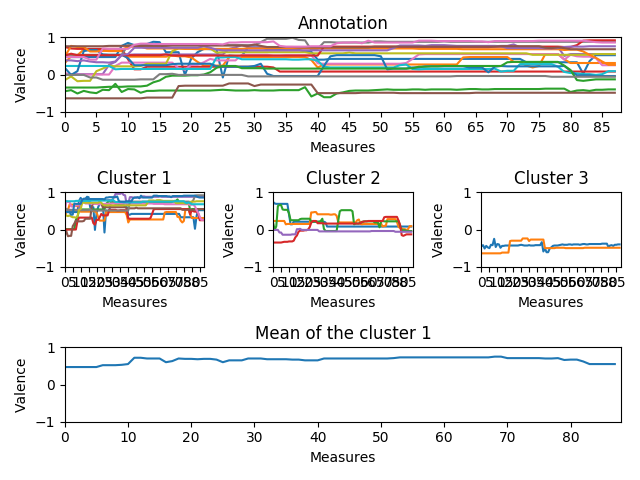 Annotation
1
0
−1
Valence
0 5 10 15 20 25 30 35 40 45 50 55 60 65 70 75 80 85
Measures
Cluster 1 Cluster 2 Cluster 3
1 1 1
0 0 0
−1 −1 −1
Valence Valence Valence
Measures Measures Measures
Mean of the cluster 1
1
0
−1
Valence
0 10 20 30 40 50 60 70 80
Measures